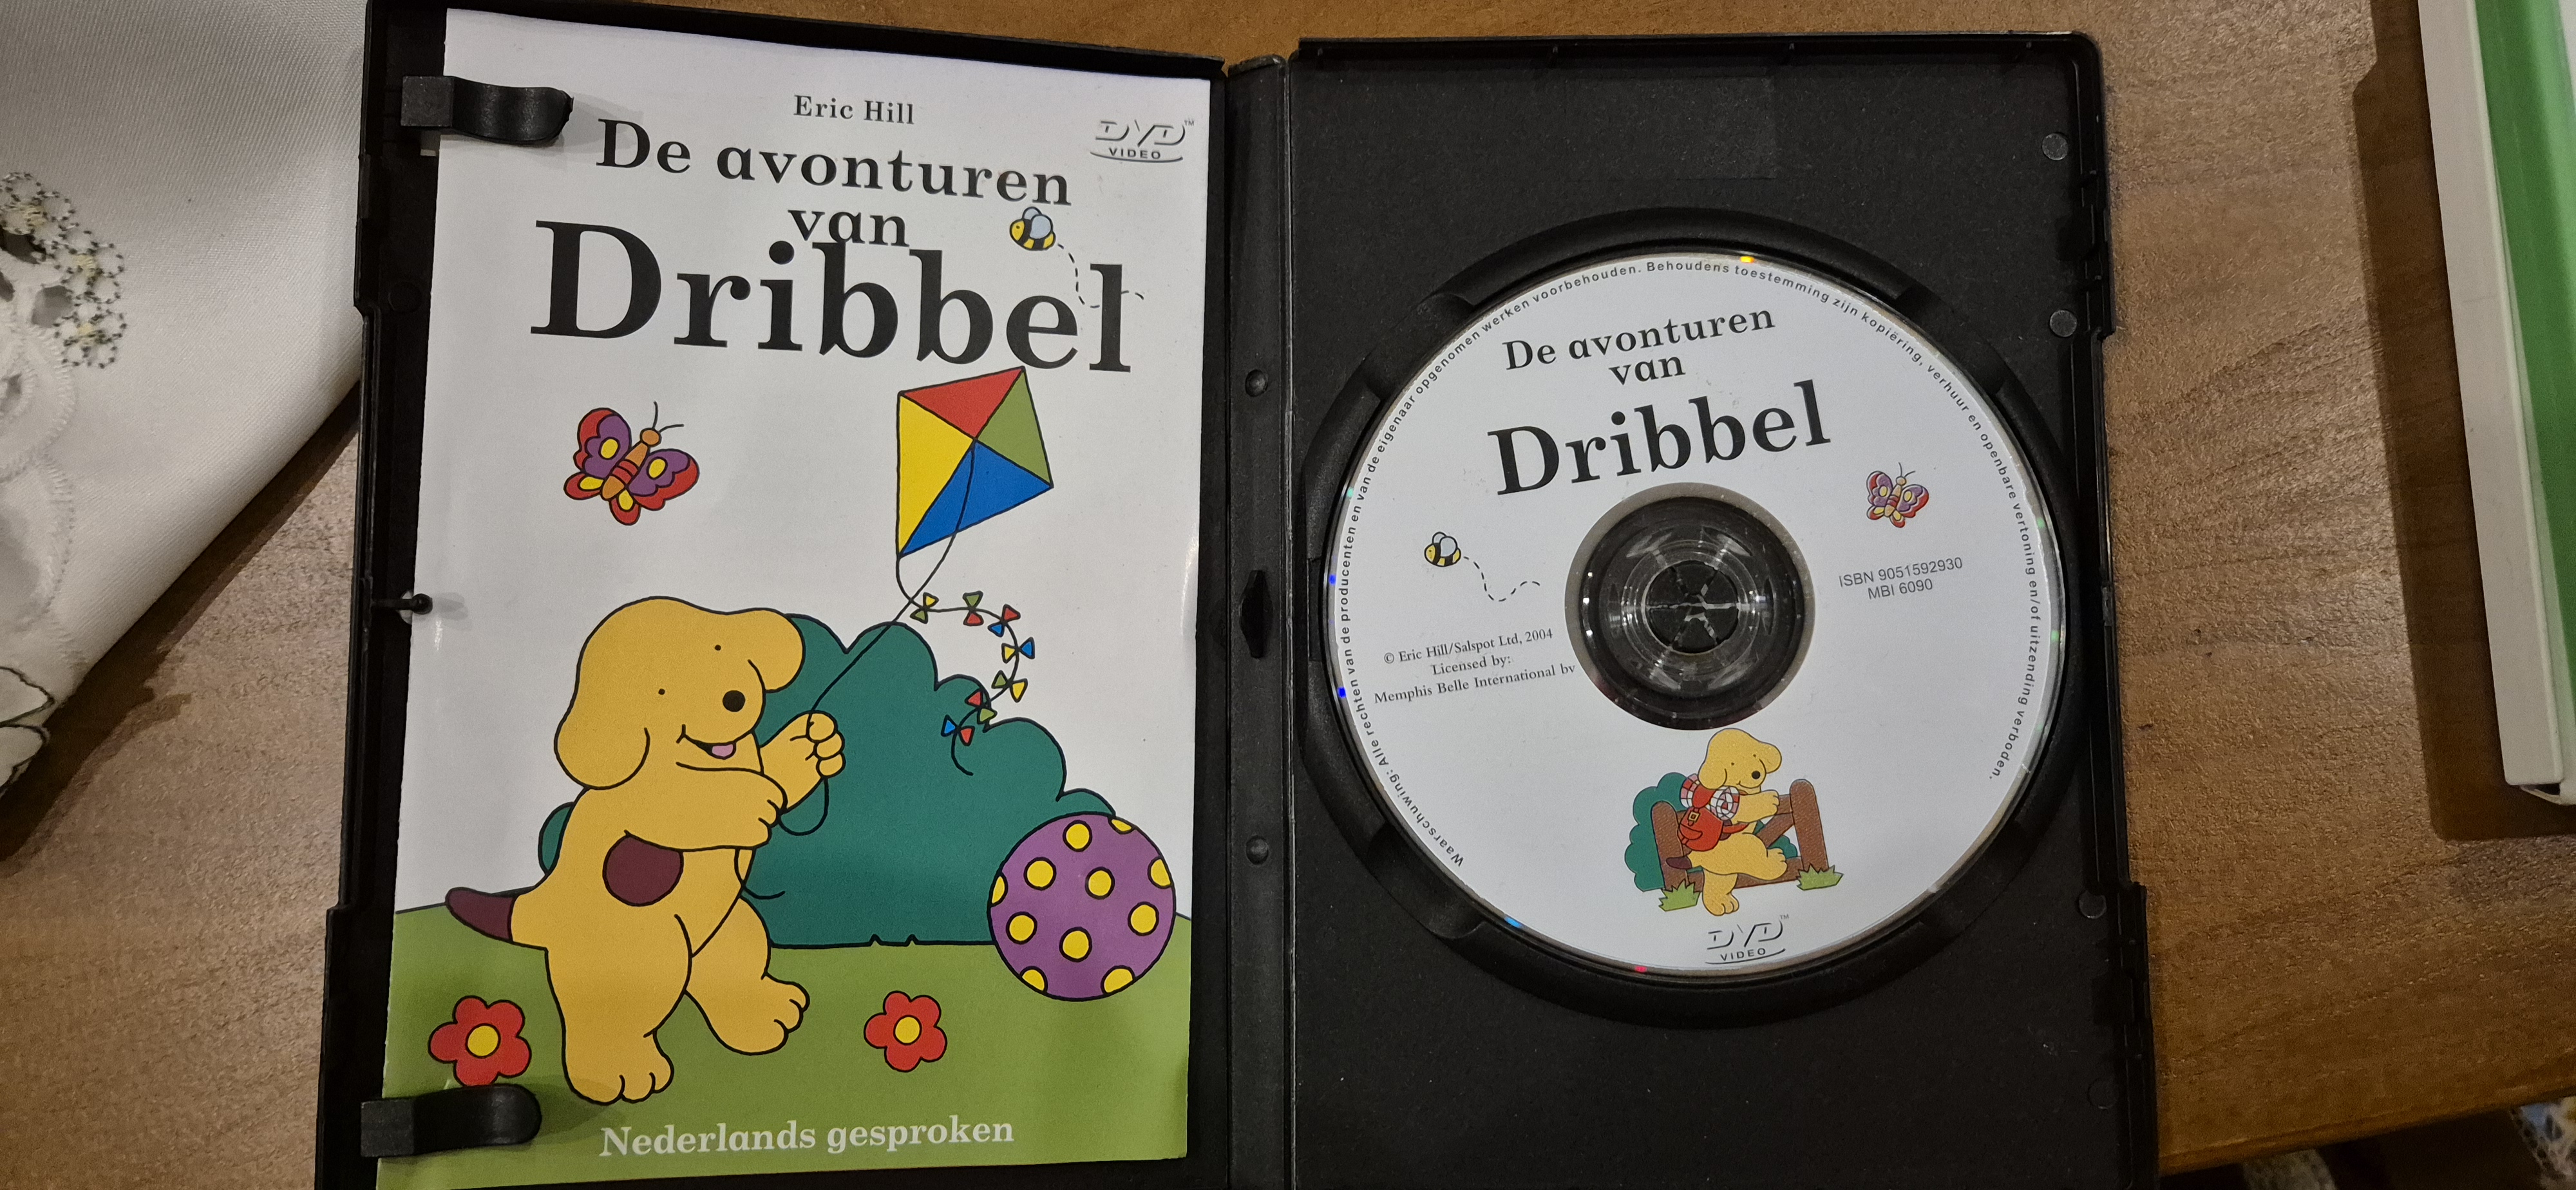 Eric Hill
DVD™
VIDEO
De avonturen
van
Dribbel
Nederlands gesproken
Waarschuwing: Alle rechten van de producenten en van de eigenaar opgenomen werken voorbehouden. Behoudens toestemming zijn kopiëring, verhuur en openbare vertoning en/of uitzending verboden.
De avonturen
van
Dribbel
ISBN 9051592930
MBI 6090
© Eric Hill/Salspot Ltd, 2004
Licensed by:
Memphis Belle International bv
DVD™
VIDEO